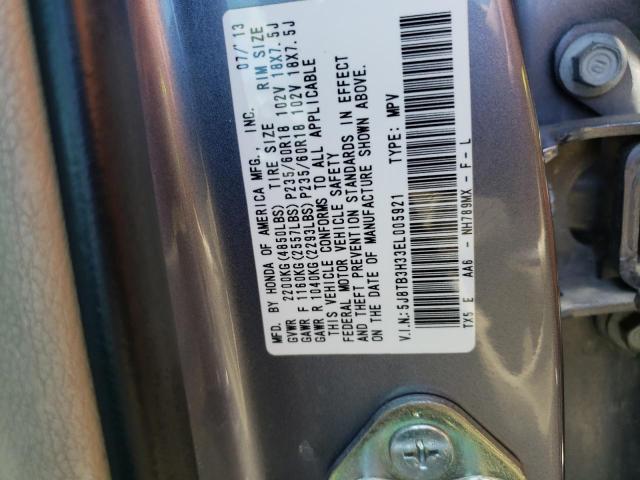 MFD. BY HONDA OF AMERICA MFG., INC. 07/'13
TIRE SIZE RIM SIZE
GVWR 2200KG(4850LBS)
GAWR F 1160KG(2557LBS) P235/60R18 102V 18X7.5J
GAWR R 1040KG(2293LBS) P235/60R18 102V 18X7.5J
THIS VEHICLE CONFORMS TO ALL APPLICABLE
FEDERAL MOTOR VEHICLE SAFETY
AND THEFT PREVENTION STANDARDS IN EFFECT
ON THE DATE OF MANUFACTURE SHOWN ABOVE.
V.I.N.:5J8TB3H33EL005921 TYPE: MPV
TX5 E AA6 - NH789MX - F-L